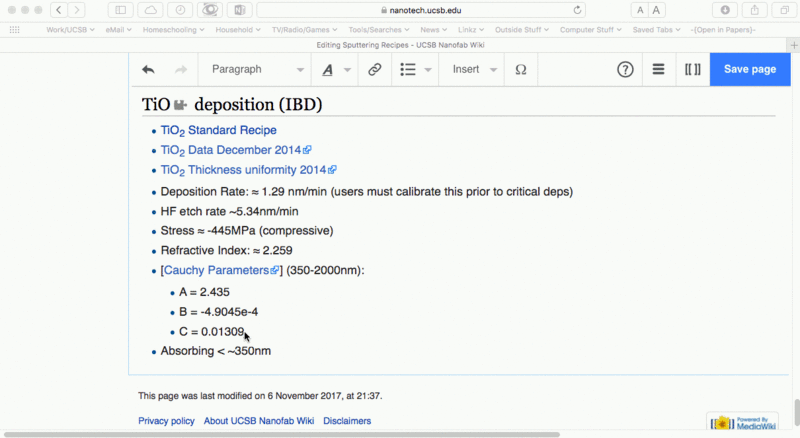 nanotech.ucsb.edu
A A
Work/UCSB eMail Homeschooling Household TV/Radio/Games Tools/Searches News Linkz Outside Stuff Computer Stuff Saved Tabs -{Open in Papers}-
Editing Sputtering Recipes - UCSB Nanofab Wiki
Paragraph A Insert Ω ? [[ ]] Save page
TiO deposition (IBD)
TiO2 Standard Recipe
TiO2 Data December 2014
TiO2 Thickness uniformity 2014
Deposition Rate: ≈ 1.29 nm/min (users must calibrate this prior to critical deps)
HF etch rate ~5.34nm/min
Stress ≈ -445MPa (compressive)
Refractive Index: ≈ 2.259
[Cauchy Parameters] (350-2000nm):
A = 2.435
B = -4.9045e-4
C = 0.01309
Absorbing < ~350nm
This page was last modified on 6 November 2017, at 21:37.
Privacy policy About UCSB Nanofab Wiki Disclaimers
Powered By
MediaWiki